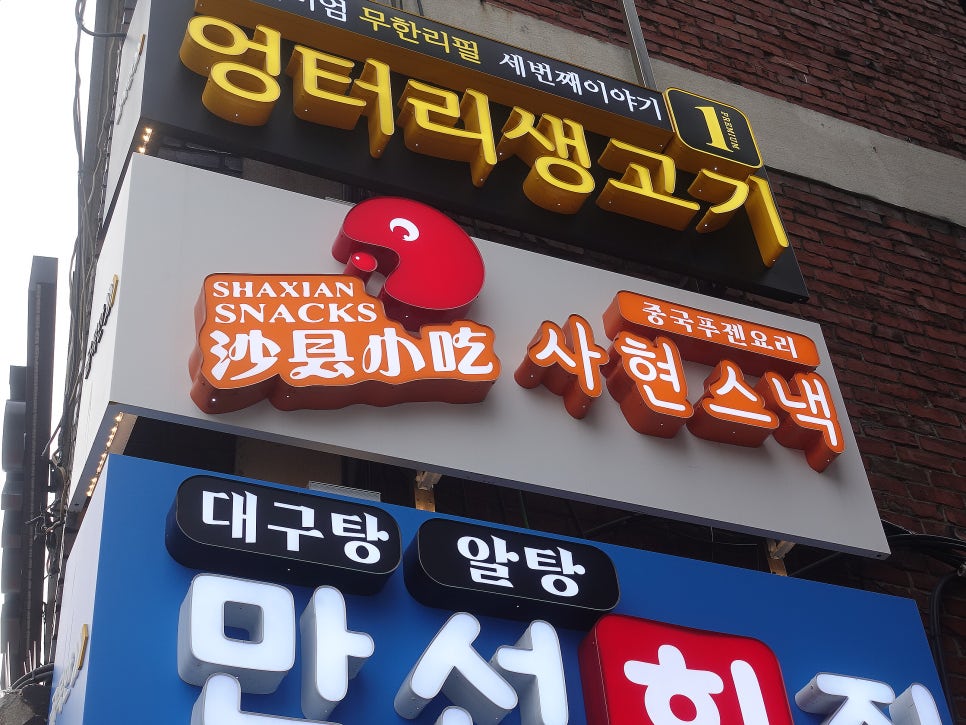 무한리필 세번째이야기
엉터리생고기
1
PREMIUM
SHAXIAN
SNACKS
沙县小吃
중국푸젠요리
사현스낵
대구탕
알탕
만선